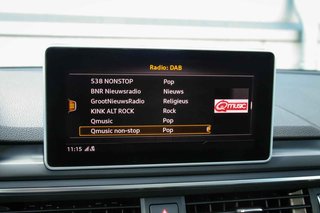 Radio: DAB
538 NONSTOP Pop
BNR Nieuwsradio Nieuws
GrootNieuwsRadio Religieus
KINK ALT ROCK Rock
Qmusic Pop
Qmusic non-stop Pop
Qmusic
11:15